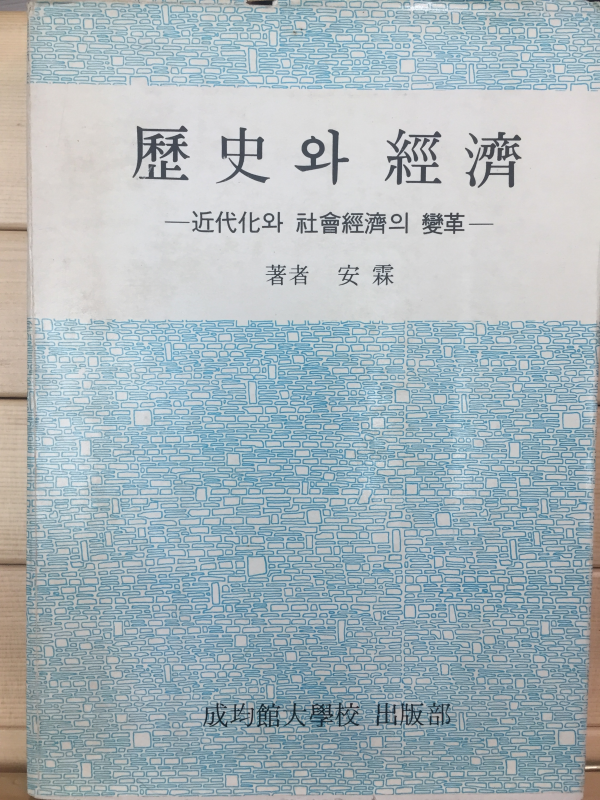 歷史와 經濟
—近代化와 社會經濟의 變革—
著者 安霖
成均館大學校 出版部